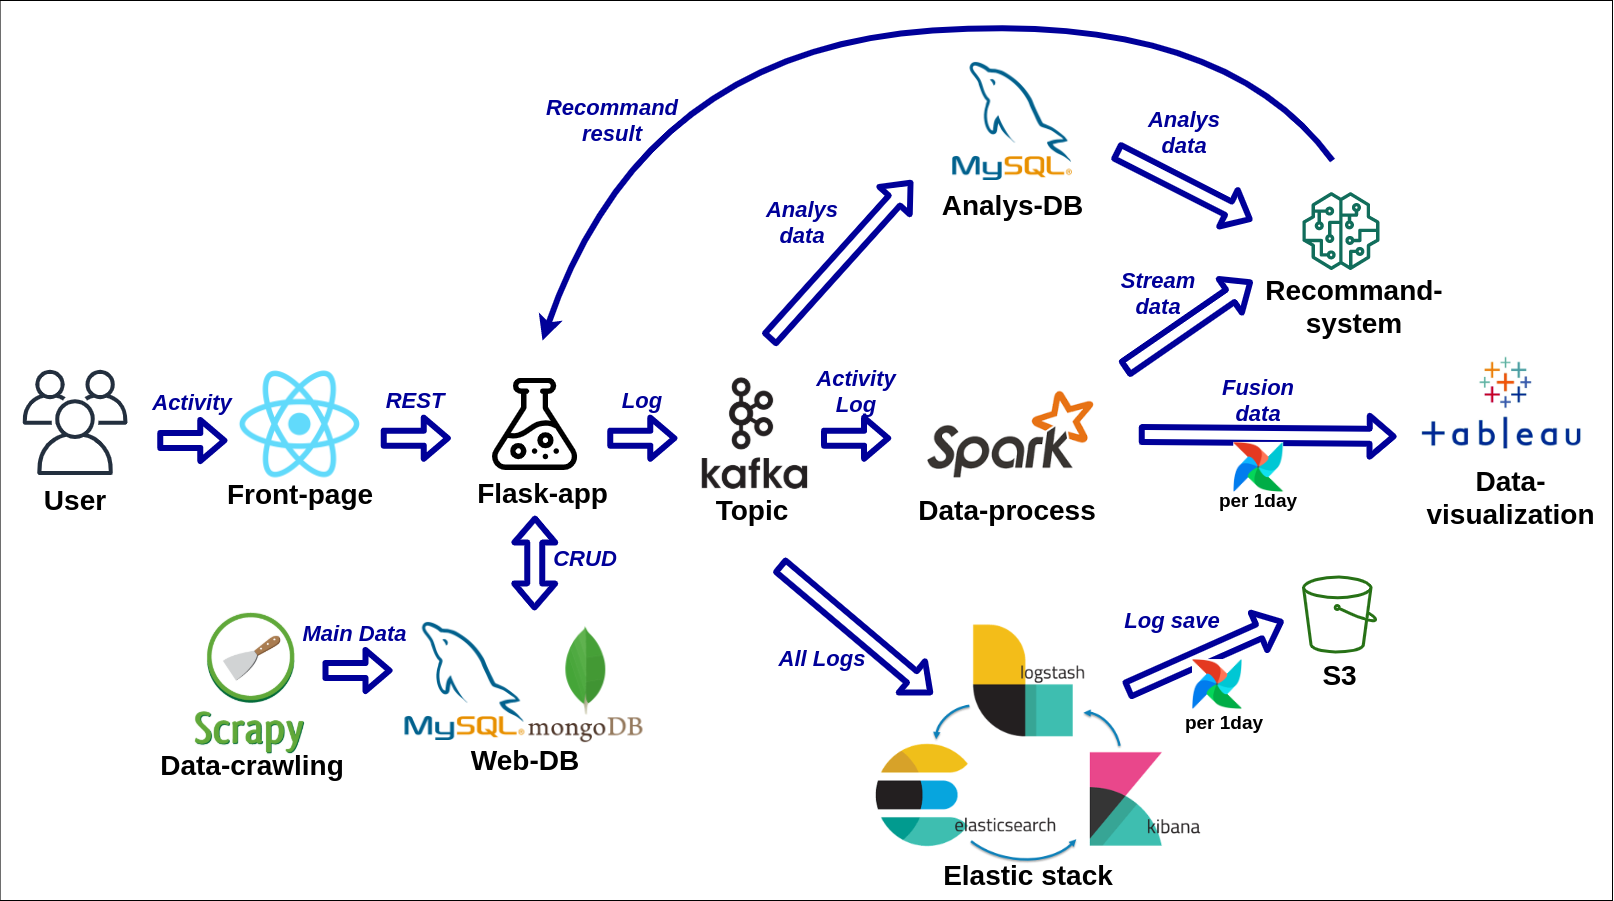 Recommand
result
MySQL®
Analys-DB
Analys
data
Analys
data
Stream
data
Recommand-
system
User
Activity
Front-page
REST
Flask-app
Log
kafka
Topic
Activity
Log
Spark
Data-process
Fusion
data
per 1day
+ableau
Data-
visualization
CRUD
Scrapy
Data-crawling
Main Data
MySQL
mongoDB
Web-DB
All Logs
logstash
elasticsearch
kibana
Elastic stack
Log save
per 1day
S3